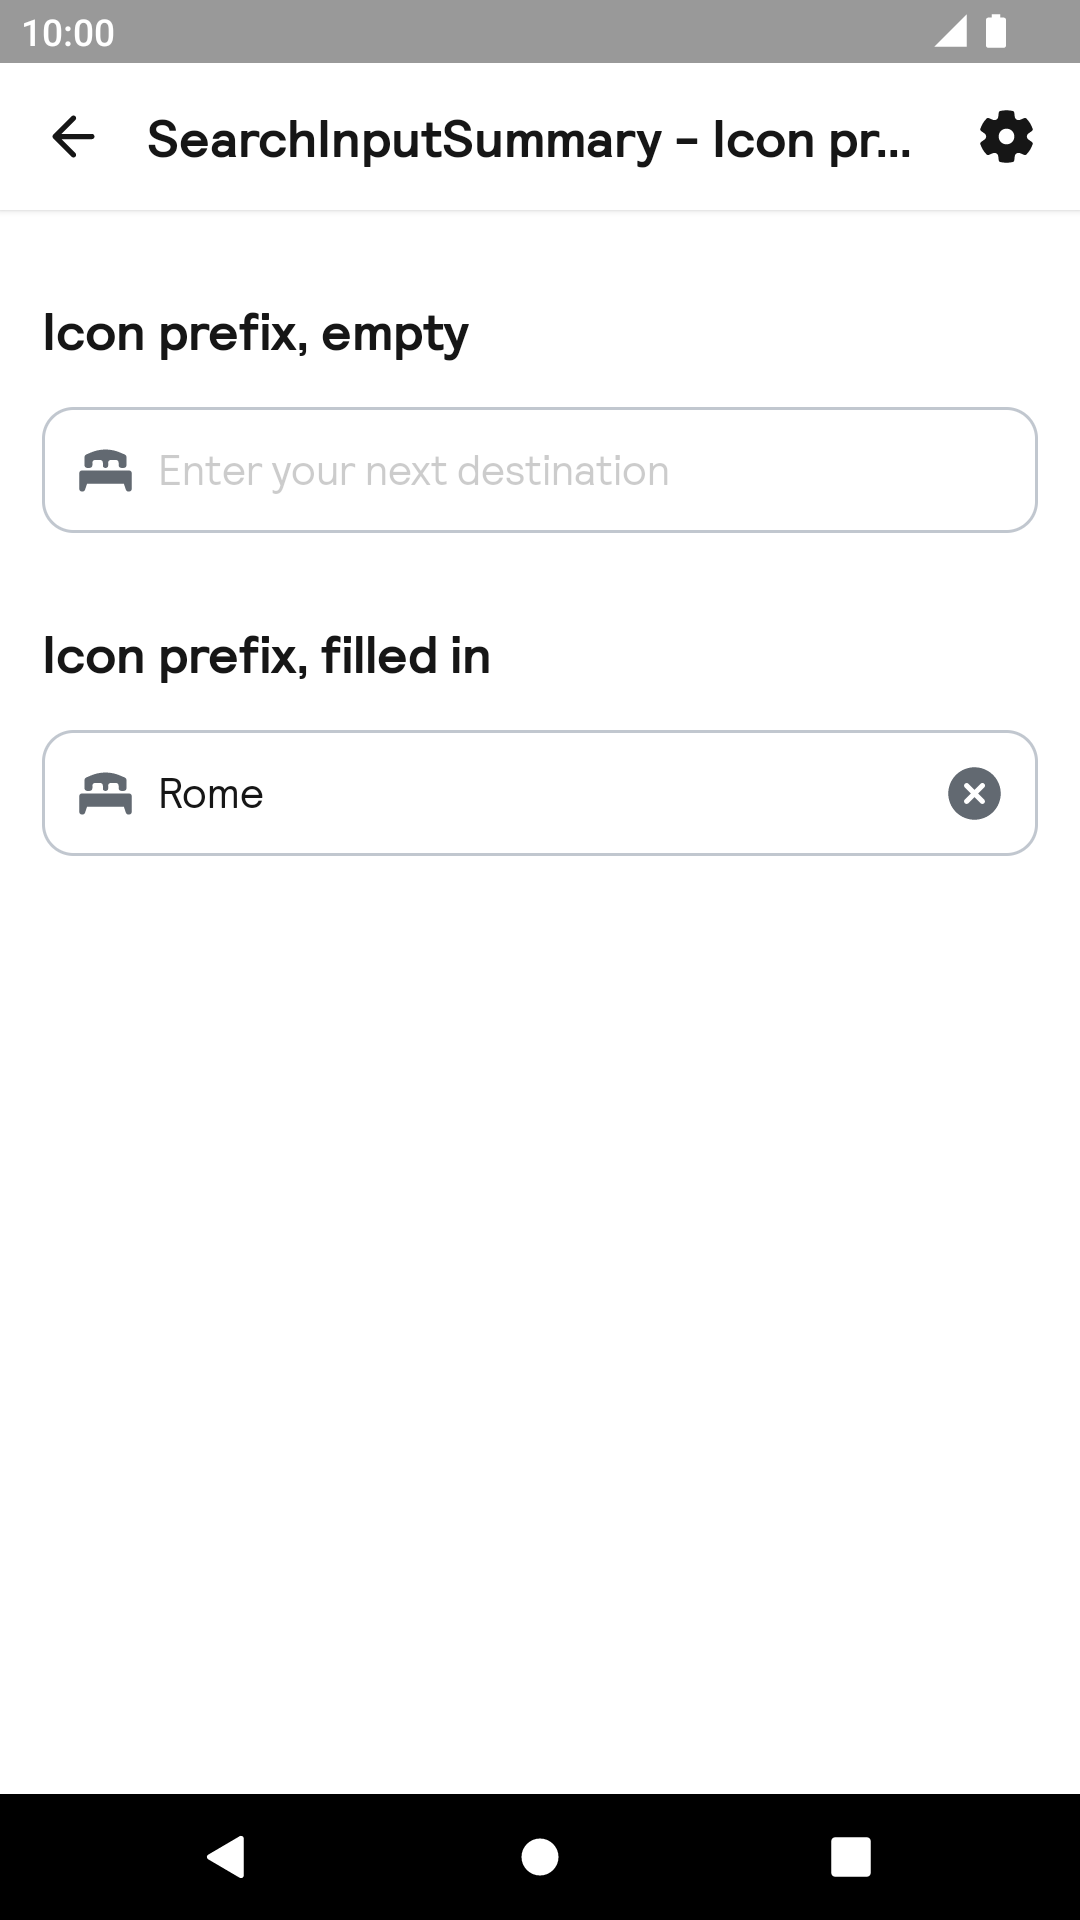 10:00
SearchInputSummary - Icon pr...
Icon prefix, empty
Enter your next destination
Icon prefix, filled in
Rome